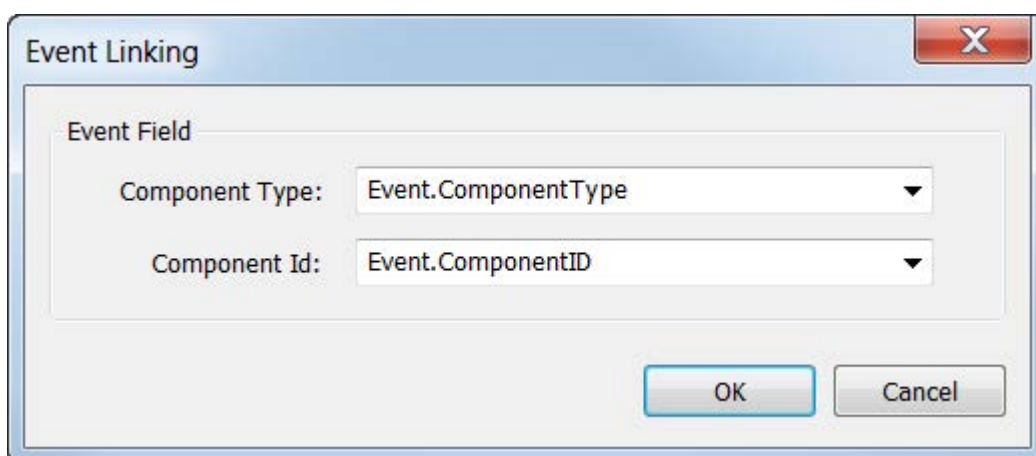 Event Linking
Event Field
Component Type: Event.ComponentType
Component Id: Event.ComponentID
OK Cancel